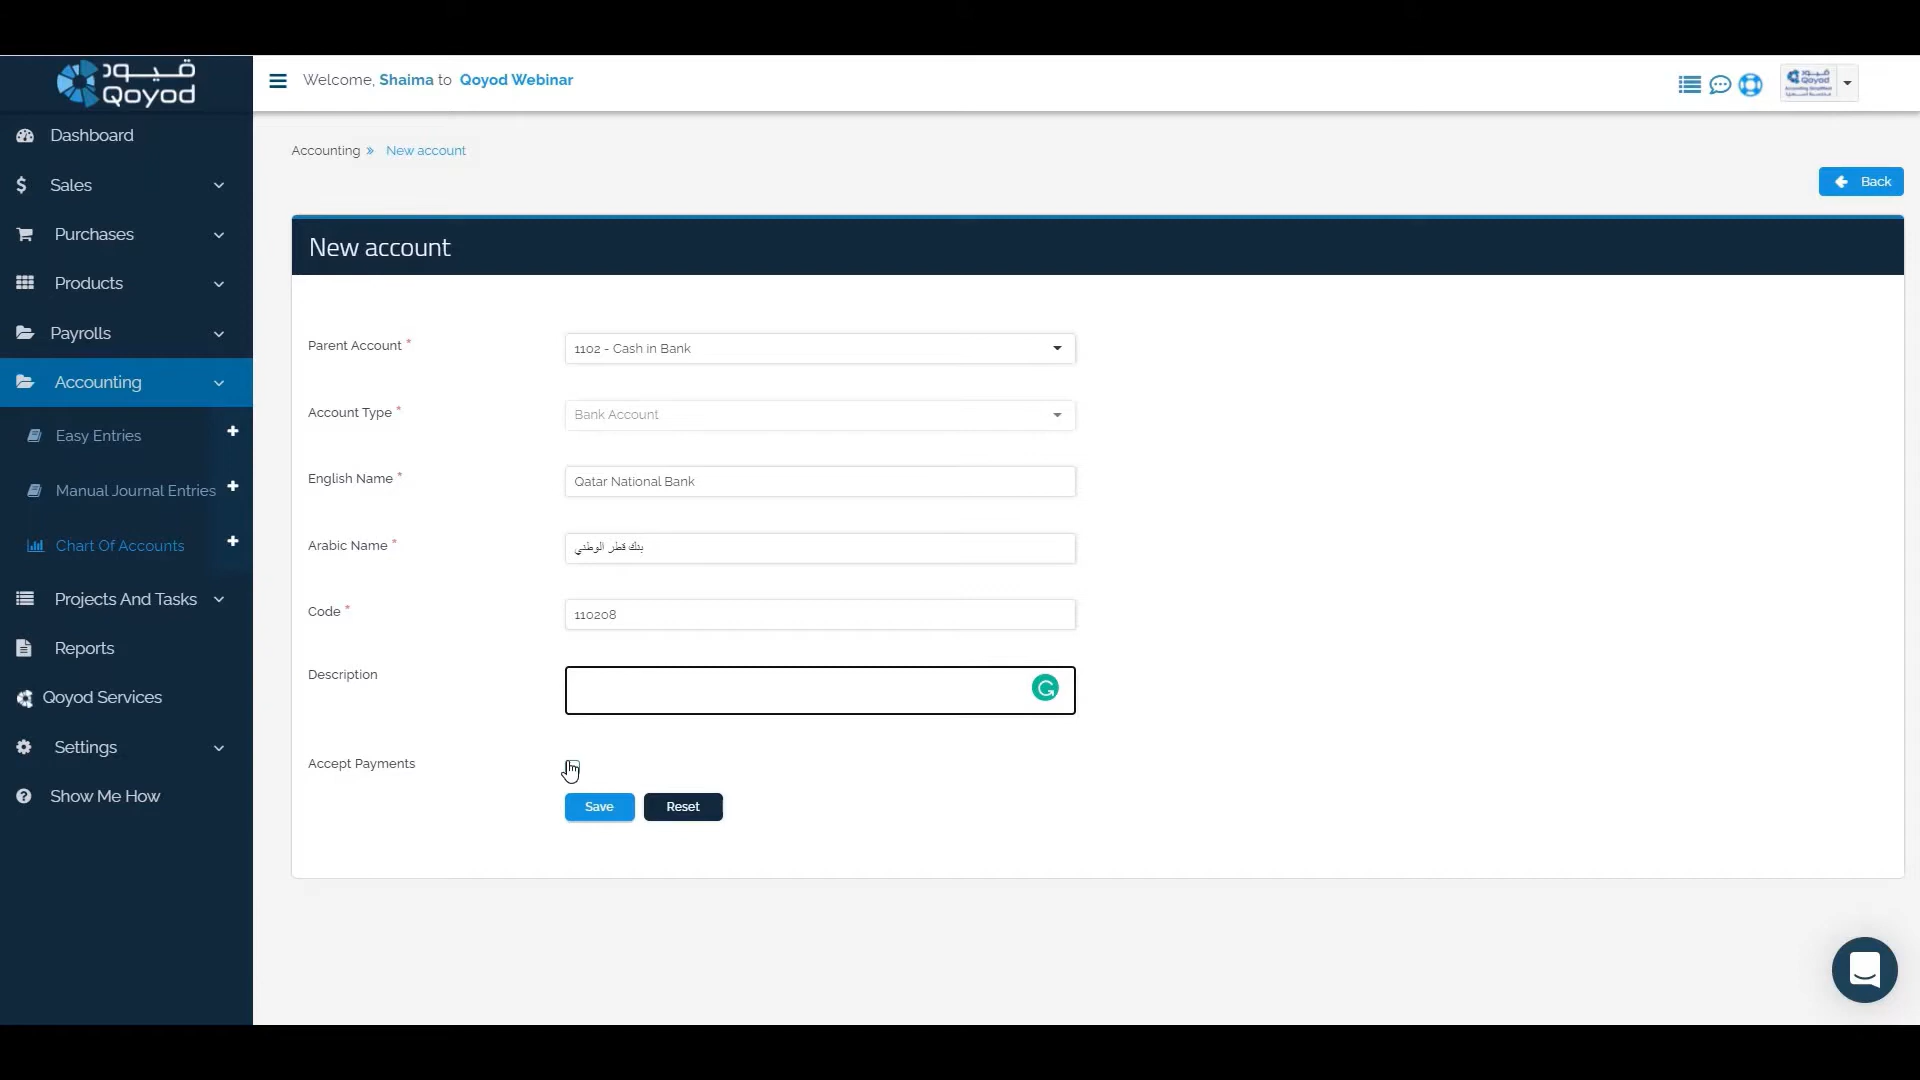 قيود
Qoyod
Welcome, Shaima to Qoyod Webinar
Dashboard
Sales
Purchases
Products
Payrolls
Accounting
Easy Entries
Manual Journal Entries
Chart Of Accounts
Projects And Tasks
Reports
Qoyod Services
Settings
Show Me How
Accounting » New account
Back
New account
Parent Account *
1102 - Cash in Bank
Account Type *
Bank Account
English Name *
Qatar National Bank
Arabic Name *
بنك قطر الوطني
Code *
110208
Description
Accept Payments
Save
Reset